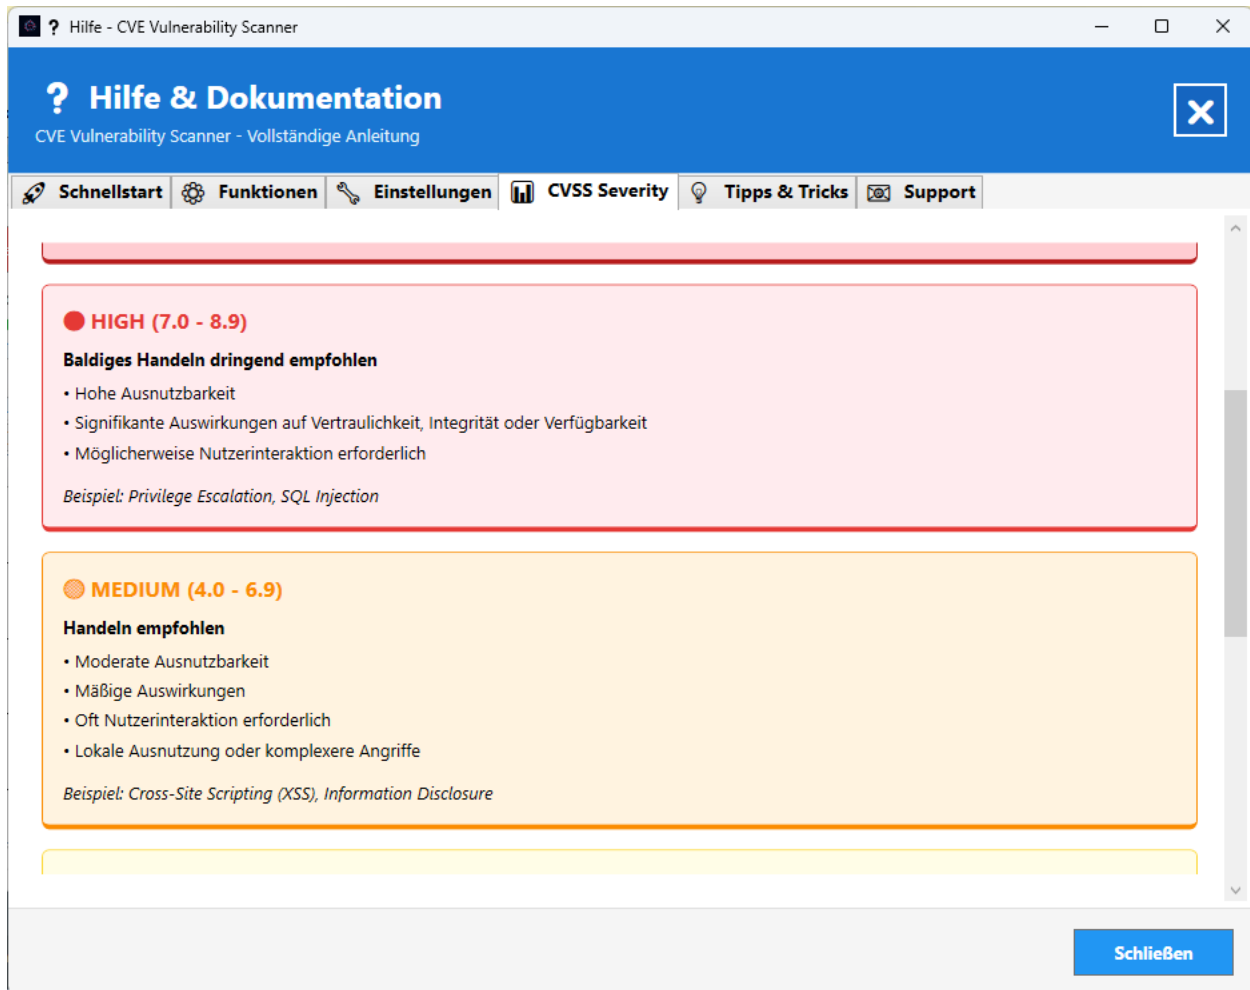 ? Hilfe - CVE Vulnerability Scanner
? Hilfe & Dokumentation
CVE Vulnerability Scanner - Vollständige Anleitung
Schnellstart Funktionen Einstellungen CVSS Severity Tipps & Tricks Support
HIGH (7.0 - 8.9)
Baldiges Handeln dringend empfohlen
• Hohe Ausnutzbarkeit
• Signifikante Auswirkungen auf Vertraulichkeit, Integrität oder Verfügbarkeit
• Möglicherweise Nutzerinteraktion erforderlich
Beispiel: Privilege Escalation, SQL Injection
MEDIUM (4.0 - 6.9)
Handeln empfohlen
• Moderate Ausnutzbarkeit
• Mäßige Auswirkungen
• Oft Nutzerinteraktion erforderlich
• Lokale Ausnutzung oder komplexere Angriffe
Beispiel: Cross-Site Scripting (XSS), Information Disclosure
Schließen